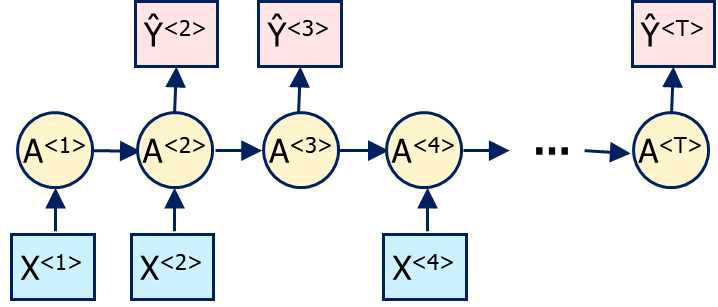 Ŷ<2> Ŷ<3> Ŷ<T>
A<1> A<2> A<3> A<4> ... A<T>
X<1> X<2> X<4>